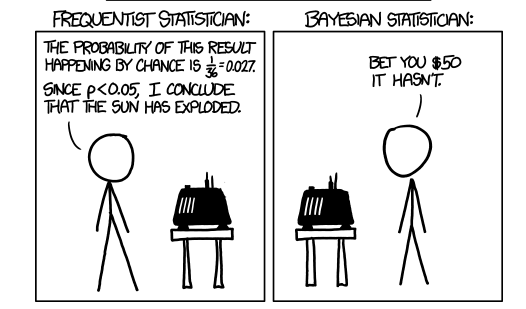 FREQUENTIST STATISTICIAN:
THE PROBABILITY OF THIS RESULT
HAPPENING BY CHANCE IS 1/36=0.027.
SINCE p<0.05, I CONCLUDE
THAT THE SUN HAS EXPLODED.
BAYESIAN STATISTICIAN:
BET YOU $50
IT HASN'T.